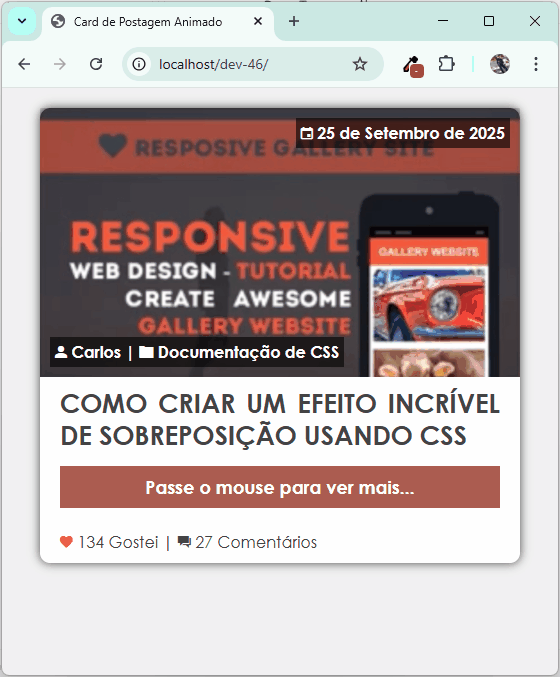 Card de Postagem Animado
localhost/dev-46/
25 de Setembro de 2025
RESPOSIVE GALLERY SITE
RESPONSIVE
WEB DESIGN - TUTORIAL
CREATE AWESOME
GALLERY WEBSITE
GALLERY WEBSITE
Carlos | Documentação de CSS
COMO CRIAR UM EFEITO INCRÍVEL
DE SOBREPOSIÇÃO USANDO CSS
Passe o mouse para ver mais...
134 Gostei | 27 Comentários